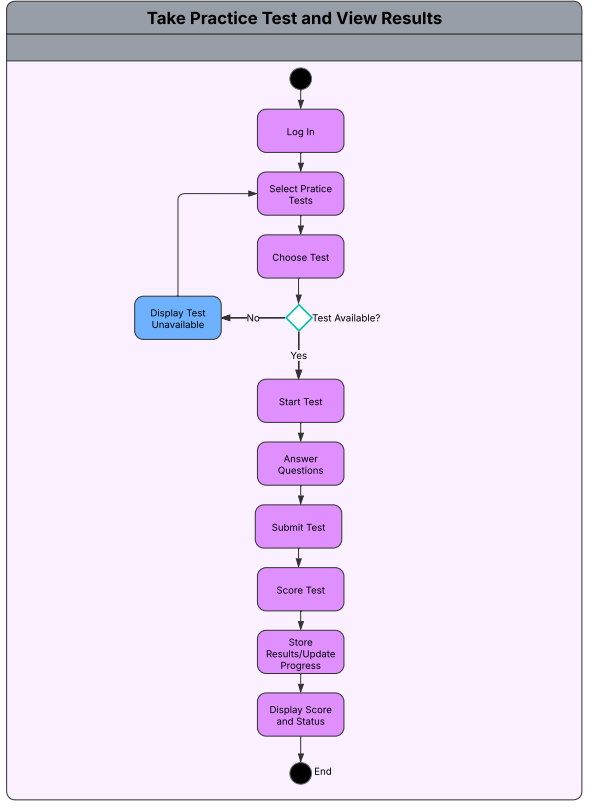 Take Practice Test and View Results
Log In
Select Pratice
Tests
Choose Test
Display Test
Unavailable
No
Test Available?
Yes
Start Test
Answer
Questions
Submit Test
Score Test
Store
Results/Update
Progress
Display Score
and Status
End